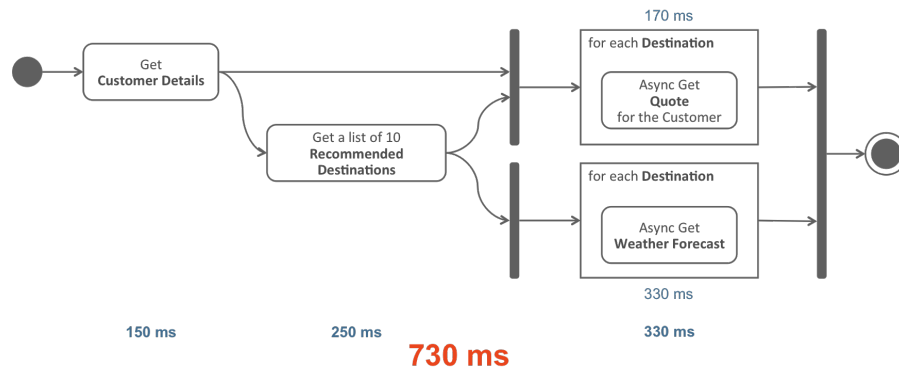 170 ms
for each Destination
Async Get
Quote
for the Customer
Get
Customer Details
Get a list of 10
Recommended
Destinations
for each Destination
Async Get
Weather Forecast
330 ms
150 ms
250 ms
330 ms
730 ms